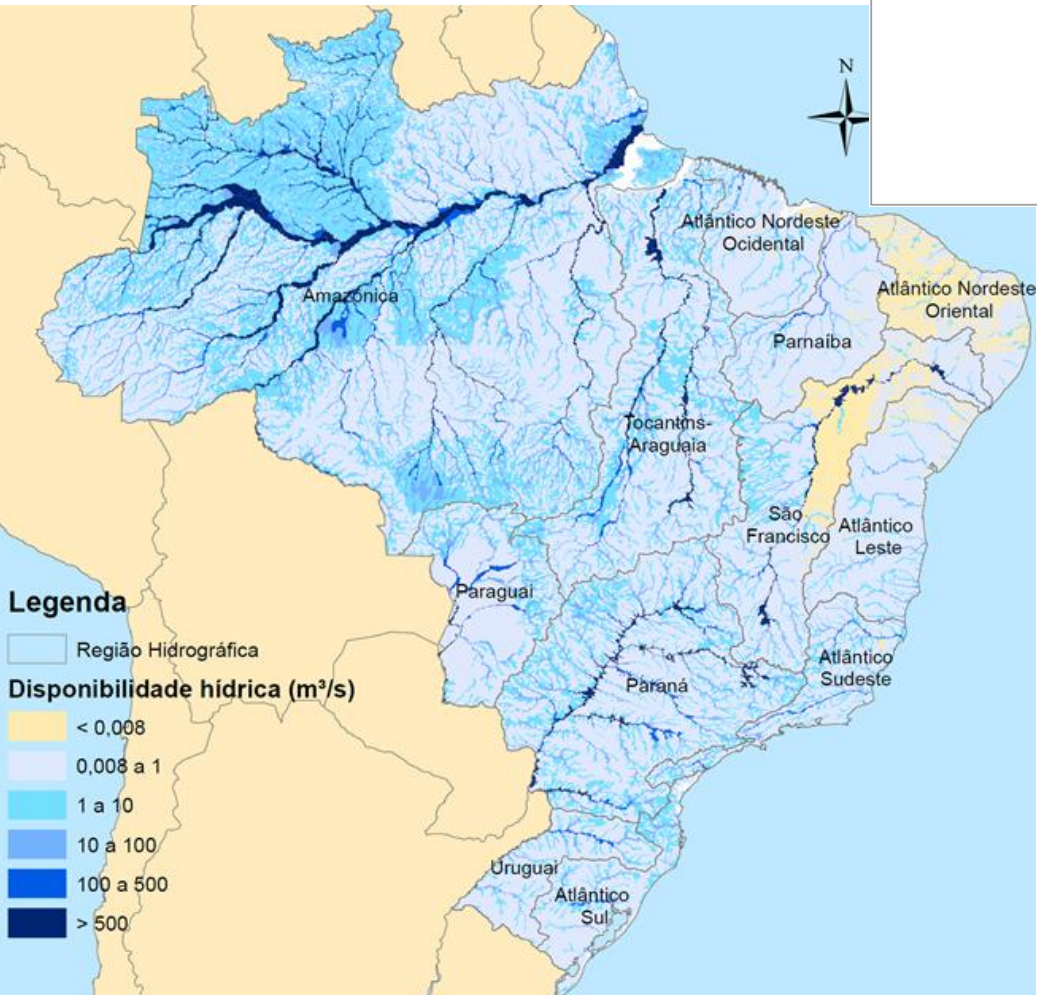 N
Atlântico Nordeste
Ocidental
Atlântico Nordeste
Oriental
Amazônica
Parnaíba
Tocantins-
Araguaia
São
Francisco
Atlântico
Leste
Paraguai
Atlântico
Sudeste
Paraná
Uruguai
Atlântico
Sul
Legenda
Região Hidrográfica
Disponibilidade hídrica (m³/s)
< 0.008
0,008 a 1
1 a 10
10 a 100
100 a 500
> 500